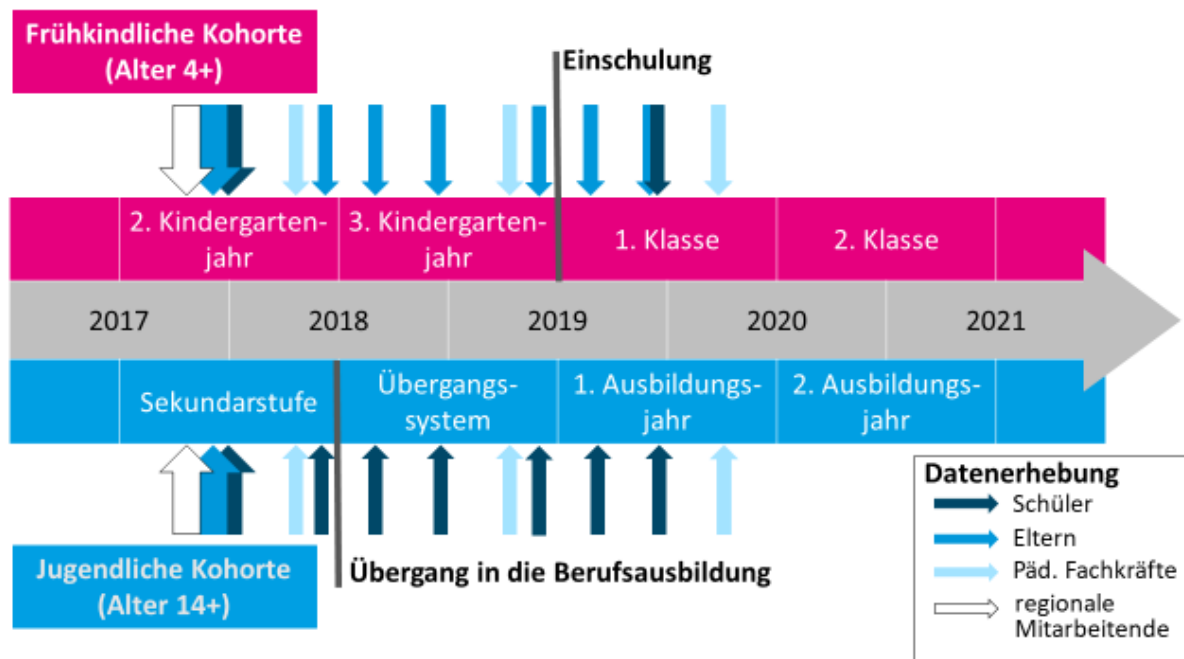 Frühkindliche Kohorte
(Alter 4+)
Einschulung
2. Kindergarten-
jahr
3. Kindergarten-
jahr
1. Klasse
2. Klasse
2017
2018
2019
2020
2021
Sekundarstufe
Übergangs-
system
1. Ausbildungs-
jahr
2. Ausbildungs-
jahr
Jugendliche Kohorte
(Alter 14+)
Übergang in die Berufsausbildung
Datenerhebung
Schüler
Eltern
Päd. Fachkräfte
regionale
Mitarbeitende